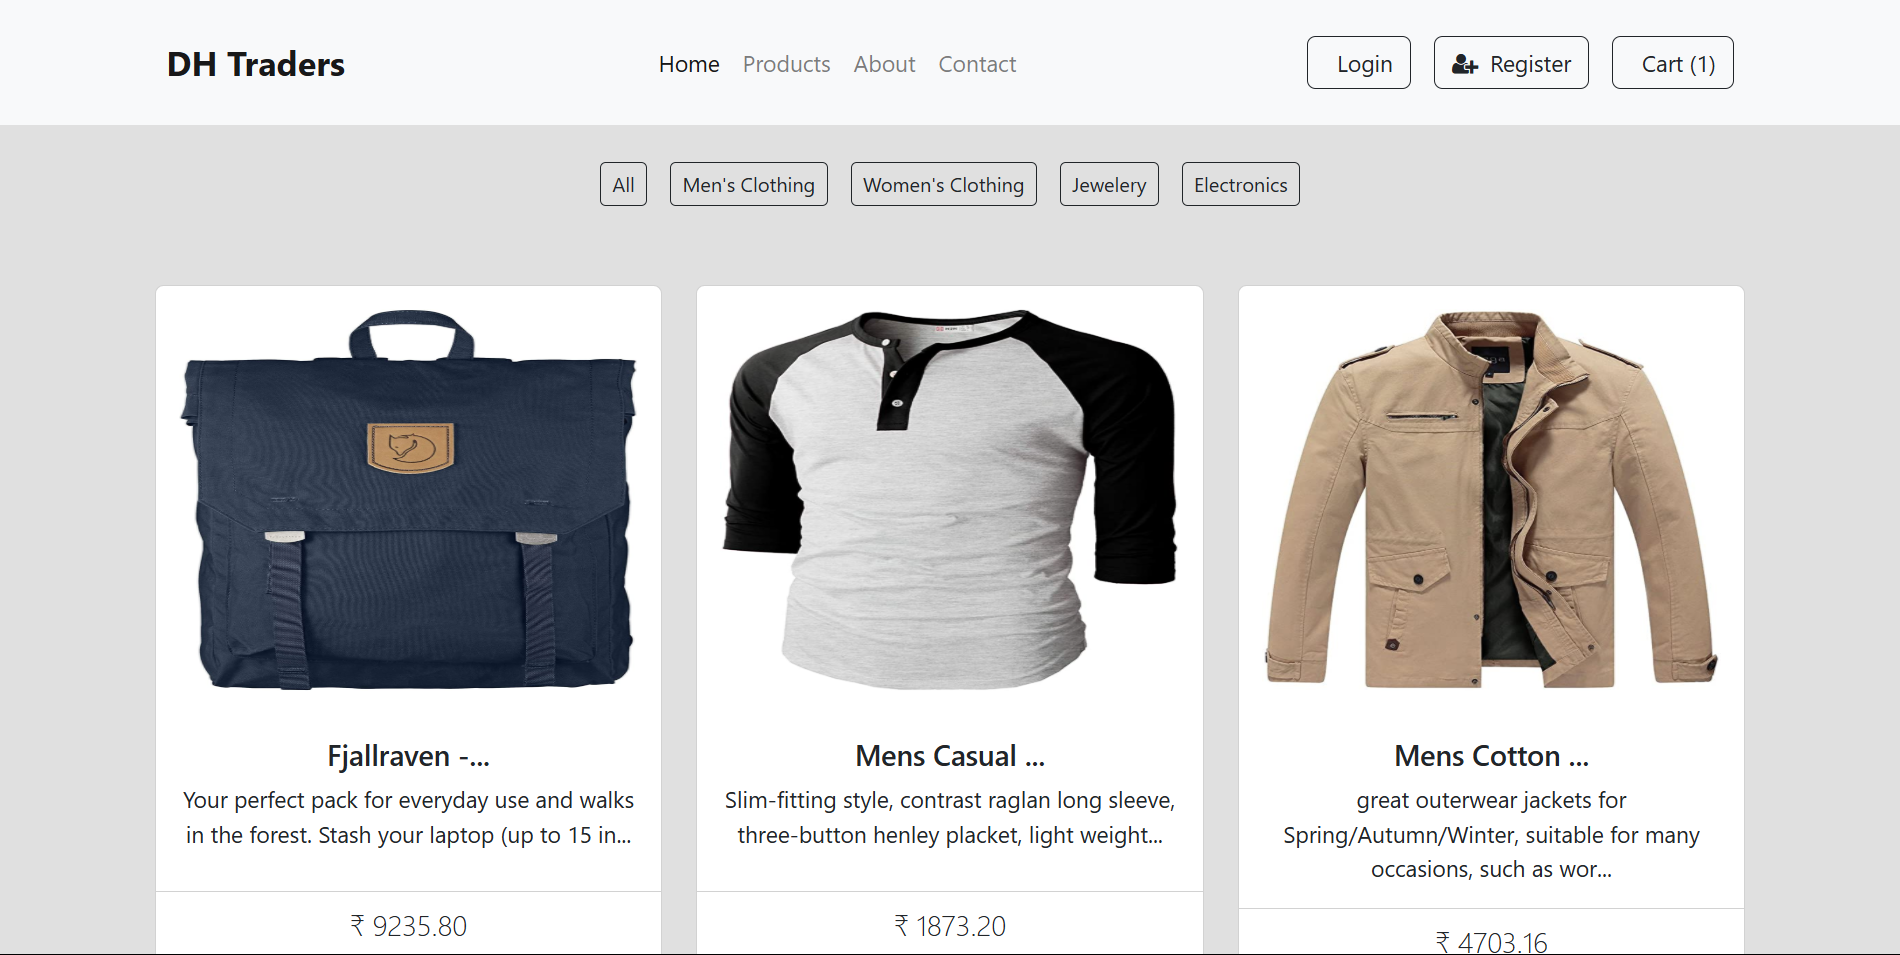 DH Traders
Home Products About Contact
Login Register Cart (1)
All Men's Clothing Women's Clothing Jewelery Electronics
Fjallraven -...
Your perfect pack for everyday use and walks
in the forest. Stash your laptop (up to 15 in...
₹ 9235.80
Mens Casual ...
Slim-fitting style, contrast raglan long sleeve,
three-button henley placket, light weight...
₹ 1873.20
Mens Cotton ...
great outerwear jackets for
Spring/Autumn/Winter, suitable for many
occasions, such as wor...
₹ 4703.16